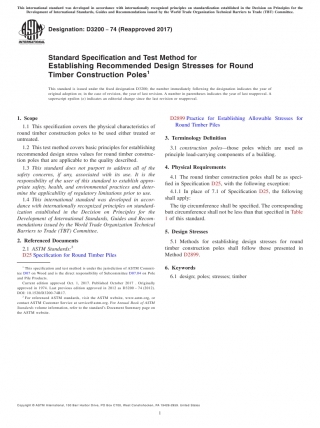 This international standard was developed in accordance with internationally recognized principles on standardization established in the Decision on Principles for the
Development of International Standards, Guides and Recommendations issued by the World Trade Organization Technical Barriers to Trade (TBT) Committee.
Designation: D3200 − 74 (Reapproved 2017)
Standard Specification and Test Method for
Establishing Recommended Design Stresses for Round
Timber Construction Poles1
This standard is issued under the fixed designation D3200; the number immediately following the designation indicates the year of
original adoption or, in the case of revision, the year of last revision. A number in parentheses indicates the year of last reapproval. A
superscript epsilon (ε) indicates an editorial change since the last revision or reapproval.
1. Scope
1.1 This specification covers the physical characteristics of
round timber construction poles to be used either treated or
untreated.
1.2 This test method covers basic principles for establishing
recommended design stress values for round timber construc-
tion poles that are applicable to the quality described.
1.3 This standard does not purport to address all of the
safety concerns, if any, associated with its use. It is the
responsibility of the user of this standard to establish appro-
priate safety, health, and environmental practices and deter-
mine the applicability of regulatory limitations prior to use.
1.4 This international standard was developed in accor-
dance with internationally recognized principles on standard-
ization established in the Decision on Principles for the
Development of International Standards, Guides and Recom-
mendations issued by the World Trade Organization Technical
Barriers to Trade (TBT) Committee.
2. Referenced Documents
2.1 ASTM Standards:2
D25 Specification for Round Timber Piles
1 This specification and test method is under the jurisdiction of ASTM Commit-
tee D07 on Wood and is the direct responsibility of Subcommittee D07.04 on Pole
and Pile Products.
Current edition approved Oct. 1, 2017. Published October 2017. Originally
approved in 1974. Last previous edition approved in 2012 as D3200 – 74 (2012).
DOI: 10.1520/D3200-74R17.
2 For referenced ASTM standards, visit the ASTM website, www.astm.org, or
contact ASTM Customer Service at service@astm.org. For Annual Book of ASTM
Standards volume information, refer to the standard's Document Summary page on
the ASTM website.
D2899 Practice for Establishing Allowable Stresses for
Round Timber Piles
3. Terminology Definition
3.1 construction poles—those poles which are used as
principle load-carrying components of a building.
4. Physical Requirements
4.1 The round timber construction poles shall be as speci-
fied in Specification D25, with the following exception:
4.1.1 In place of 7.1 of Specification D25, the following
shall apply:
The tip circumference shall be specified. The corresponding
butt circumference shall not be less than that specified in Table
1 of this standard.
5. Design Stresses
5.1 Methods for establishing design stresses for round
timber construction poles shall follow those presented in
Method D2899.
6. Keywords
6.1 design; poles; stresses; timber
Copyright © ASTM International, 100 Barr Harbor Drive, PO Box C700, West Conshohocken, PA 19428-2959. United States
1